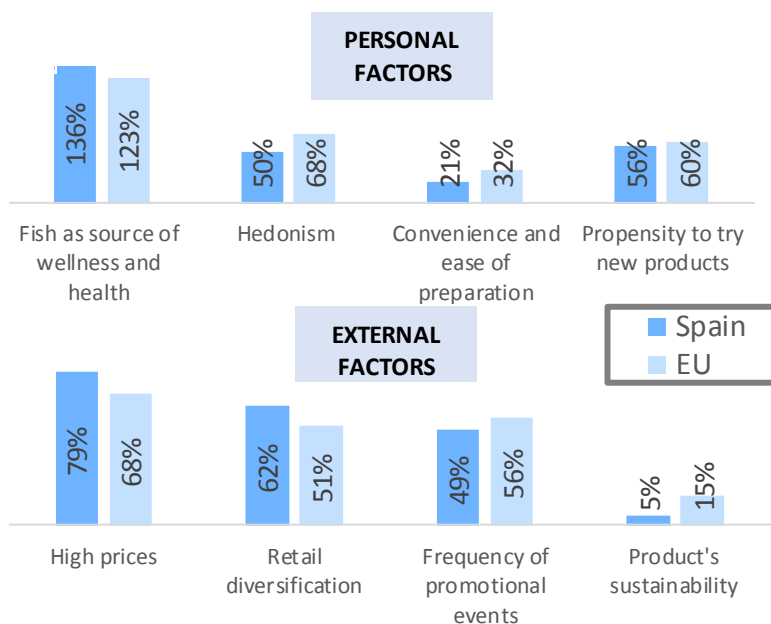 PERSONAL
FACTORS
136%
123%
50%
68%
21%
32%
56%
60%
Fish as source of
wellness and
health
Hedonism
Convenience and
ease of
preparation
Propensity to try
new products
EXTERNAL
FACTORS
Spain
EU
79%
68%
62%
51%
49%
56%
5%
15%
High prices
Retail
diversification
Frequency of
promotional
events
Product's
sustainability